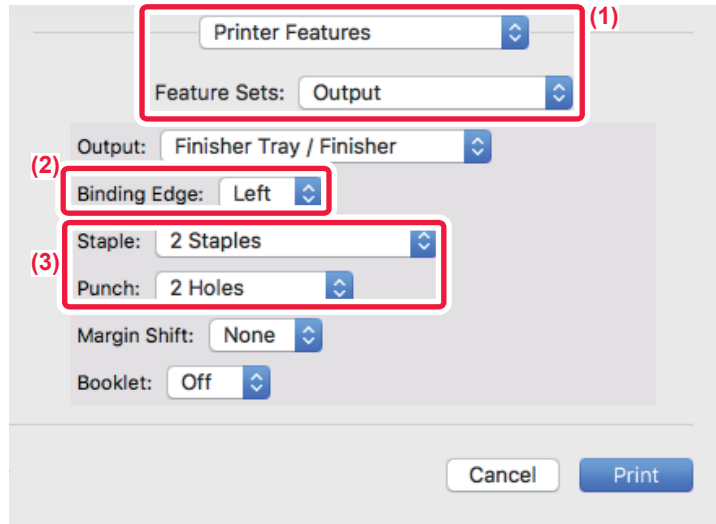 Printer Features (1)
Feature Sets: Output
Output: Finisher Tray / Finisher
(2)
Binding Edge: Left
Staple: 2 Staples
(3)
Punch: 2 Holes
Margin Shift: None
Booklet: Off
Cancel Print